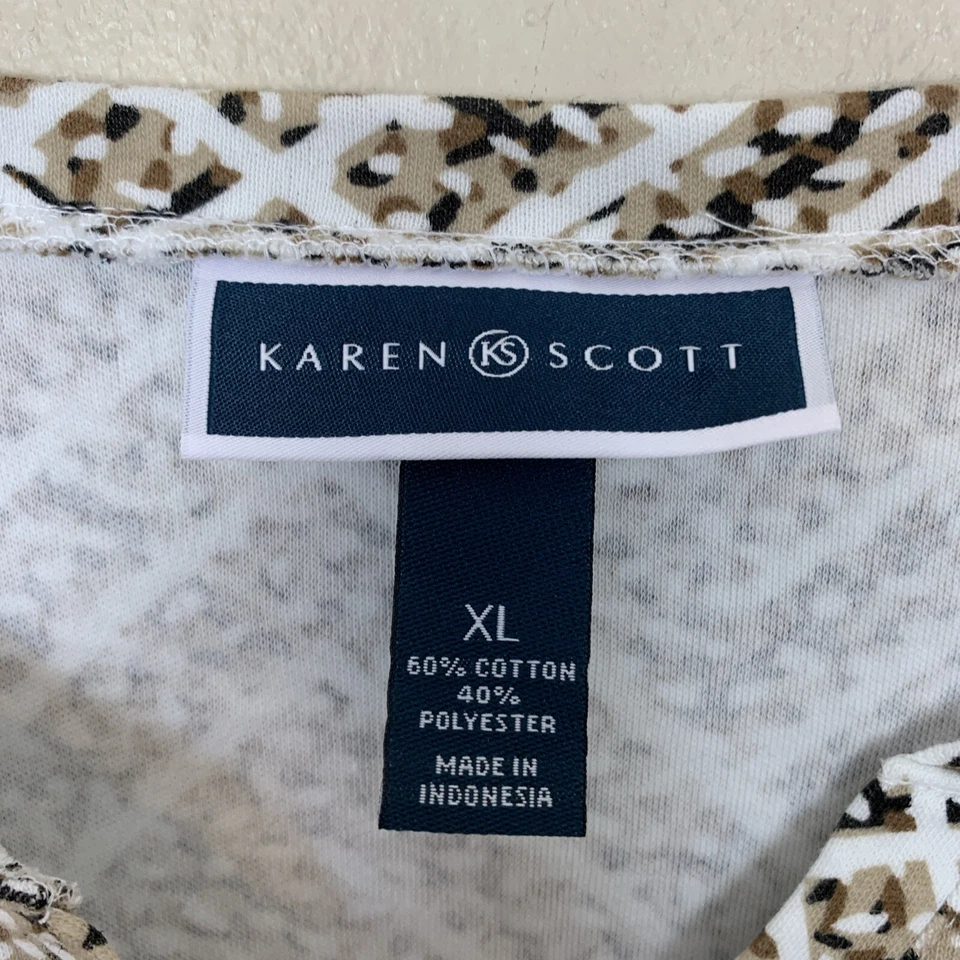 KAREN KS SCOTT
XL
60% COTTON
40%
POLYESTER
MADE IN
INDONESIA